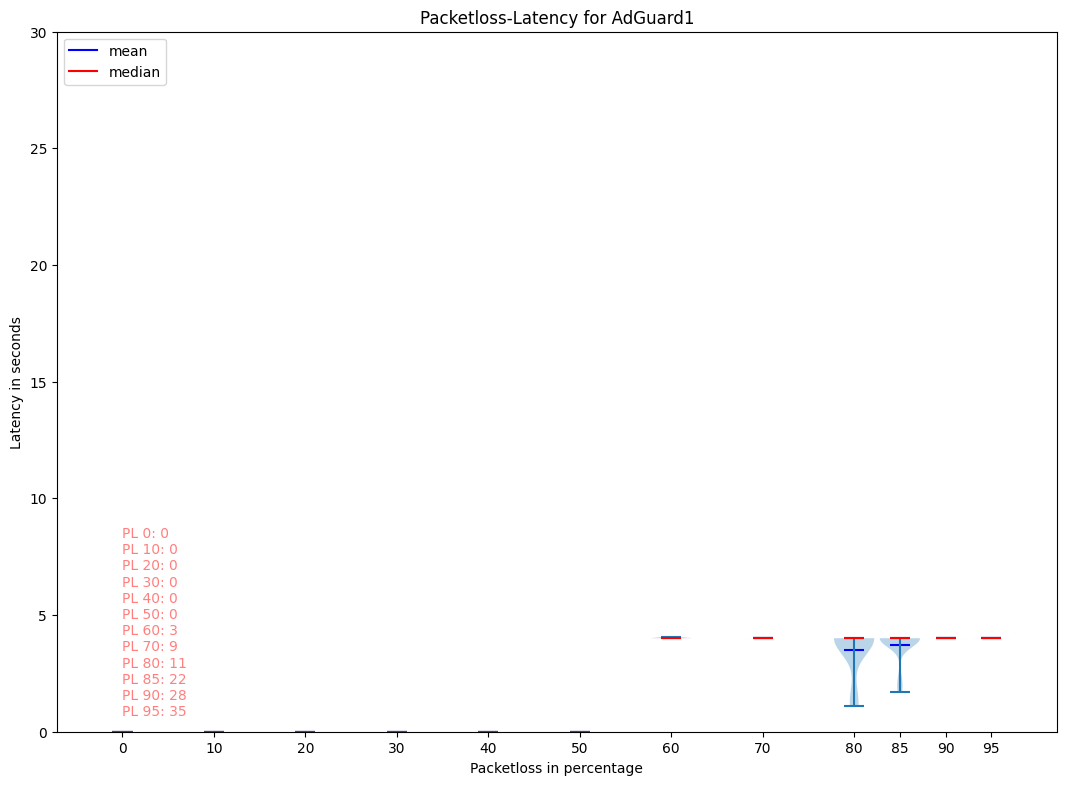 Packetloss-Latency for AdGuard1
30
mean
median
25
20
15
10
5
0
Latency in seconds
PL 0: 0
PL 10: 0
PL 20: 0
PL 30: 0
PL 40: 0
PL 50: 0
PL 60: 3
PL 70: 9
PL 80: 11
PL 85: 22
PL 90: 28
PL 95: 35
0 10 20 30 40 50 60 70 80 85 90 95
Packetloss in percentage